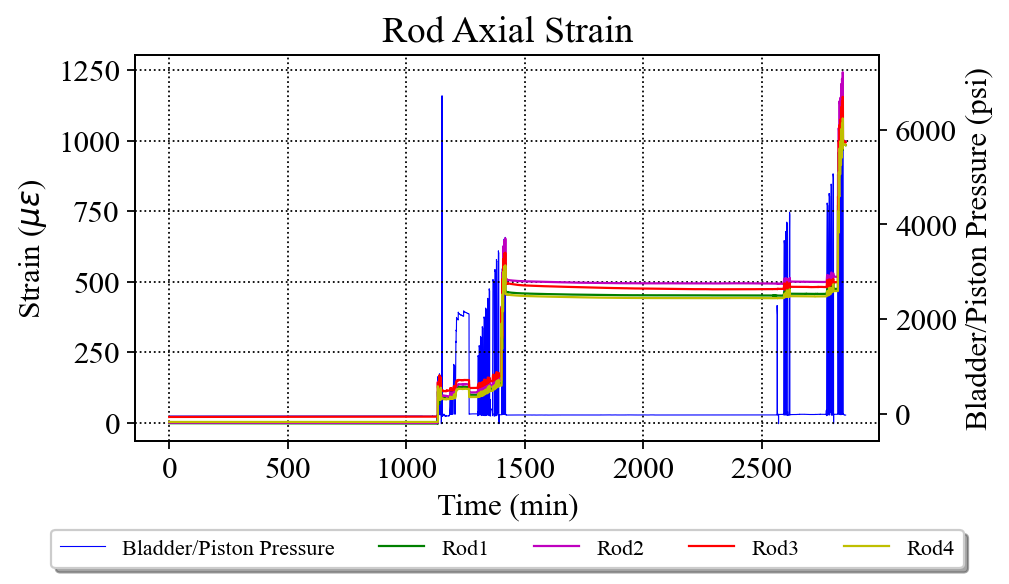 Rod Axial Strain
1250
1000
750
500
250
0
Strain (με)
6000
4000
2000
0
Bladder/Piston Pressure (psi)
0 500 1000 1500 2000 2500
Time (min)
Bladder/Piston Pressure Rod1 Rod2 Rod3 Rod4